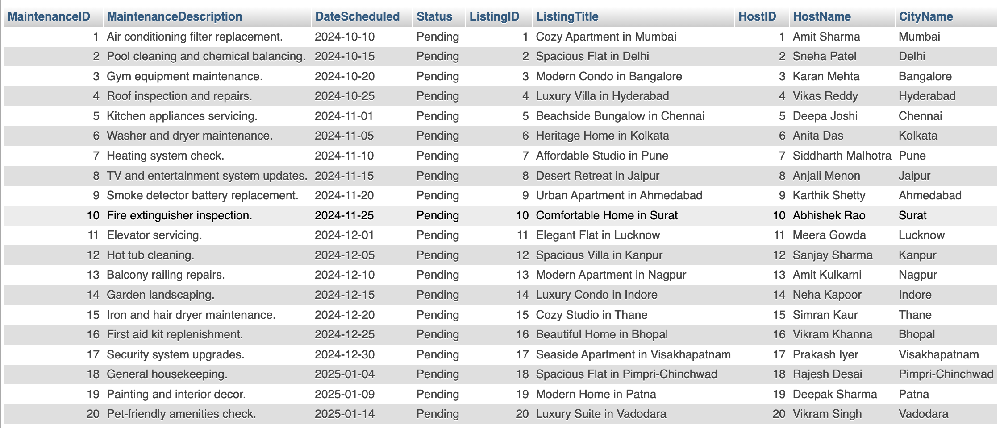 MaintenanceID MaintenanceDescription DateScheduled Status ListingID ListingTitle HostID HostName CityName
1 Air conditioning filter replacement. 2024-10-10 Pending 1 Cozy Apartment in Mumbai 1 Amit Sharma Mumbai
2 Pool cleaning and chemical balancing. 2024-10-15 Pending 2 Spacious Flat in Delhi 2 Sneha Patel Delhi
3 Gym equipment maintenance. 2024-10-20 Pending 3 Modern Condo in Bangalore 3 Karan Mehta Bangalore
4 Roof inspection and repairs. 2024-10-25 Pending 4 Luxury Villa in Hyderabad 4 Vikas Reddy Hyderabad
5 Kitchen appliances servicing. 2024-11-01 Pending 5 Beachside Bungalow in Chennai 5 Deepa Joshi Chennai
6 Washer and dryer maintenance. 2024-11-05 Pending 6 Heritage Home in Kolkata 6 Anita Das Kolkata
7 Heating system check. 2024-11-10 Pending 7 Affordable Studio in Pune 7 Siddharth Malhotra Pune
8 TV and entertainment system updates. 2024-11-15 Pending 8 Desert Retreat in Jaipur 8 Anjali Menon Jaipur
9 Smoke detector battery replacement. 2024-11-20 Pending 9 Urban Apartment in Ahmedabad 9 Karthik Shetty Ahmedabad
10 Fire extinguisher inspection. 2024-11-25 Pending 10 Comfortable Home in Surat 10 Abhishek Rao Surat
11 Elevator servicing. 2024-12-01 Pending 11 Elegant Flat in Lucknow 11 Meera Gowda Lucknow
12 Hot tub cleaning. 2024-12-05 Pending 12 Spacious Villa in Kanpur 12 Sanjay Sharma Kanpur
13 Balcony railing repairs. 2024-12-10 Pending 13 Modern Apartment in Nagpur 13 Amit Kulkarni Nagpur
14 Garden landscaping. 2024-12-15 Pending 14 Luxury Condo in Indore 14 Neha Kapoor Indore
15 Iron and hair dryer maintenance. 2024-12-20 Pending 15 Cozy Studio in Thane 15 Simran Kaur Thane
16 First aid kit replenishment. 2024-12-25 Pending 16 Beautiful Home in Bhopal 16 Vikram Khanna Bhopal
17 Security system upgrades. 2024-12-30 Pending 17 Seaside Apartment in Visakhapatnam 17 Prakash Iyer Visakhapatnam
18 General housekeeping. 2025-01-04 Pending 18 Spacious Flat in Pimpri-Chinchwad 18 Rajesh Desai Pimpri-Chinchwad
19 Painting and interior decor. 2025-01-09 Pending 19 Modern Home in Patna 19 Deepak Sharma Patna
20 Pet-friendly amenities check. 2025-01-14 Pending 20 Luxury Suite in Vadodara 20 Vikram Singh Vadodara